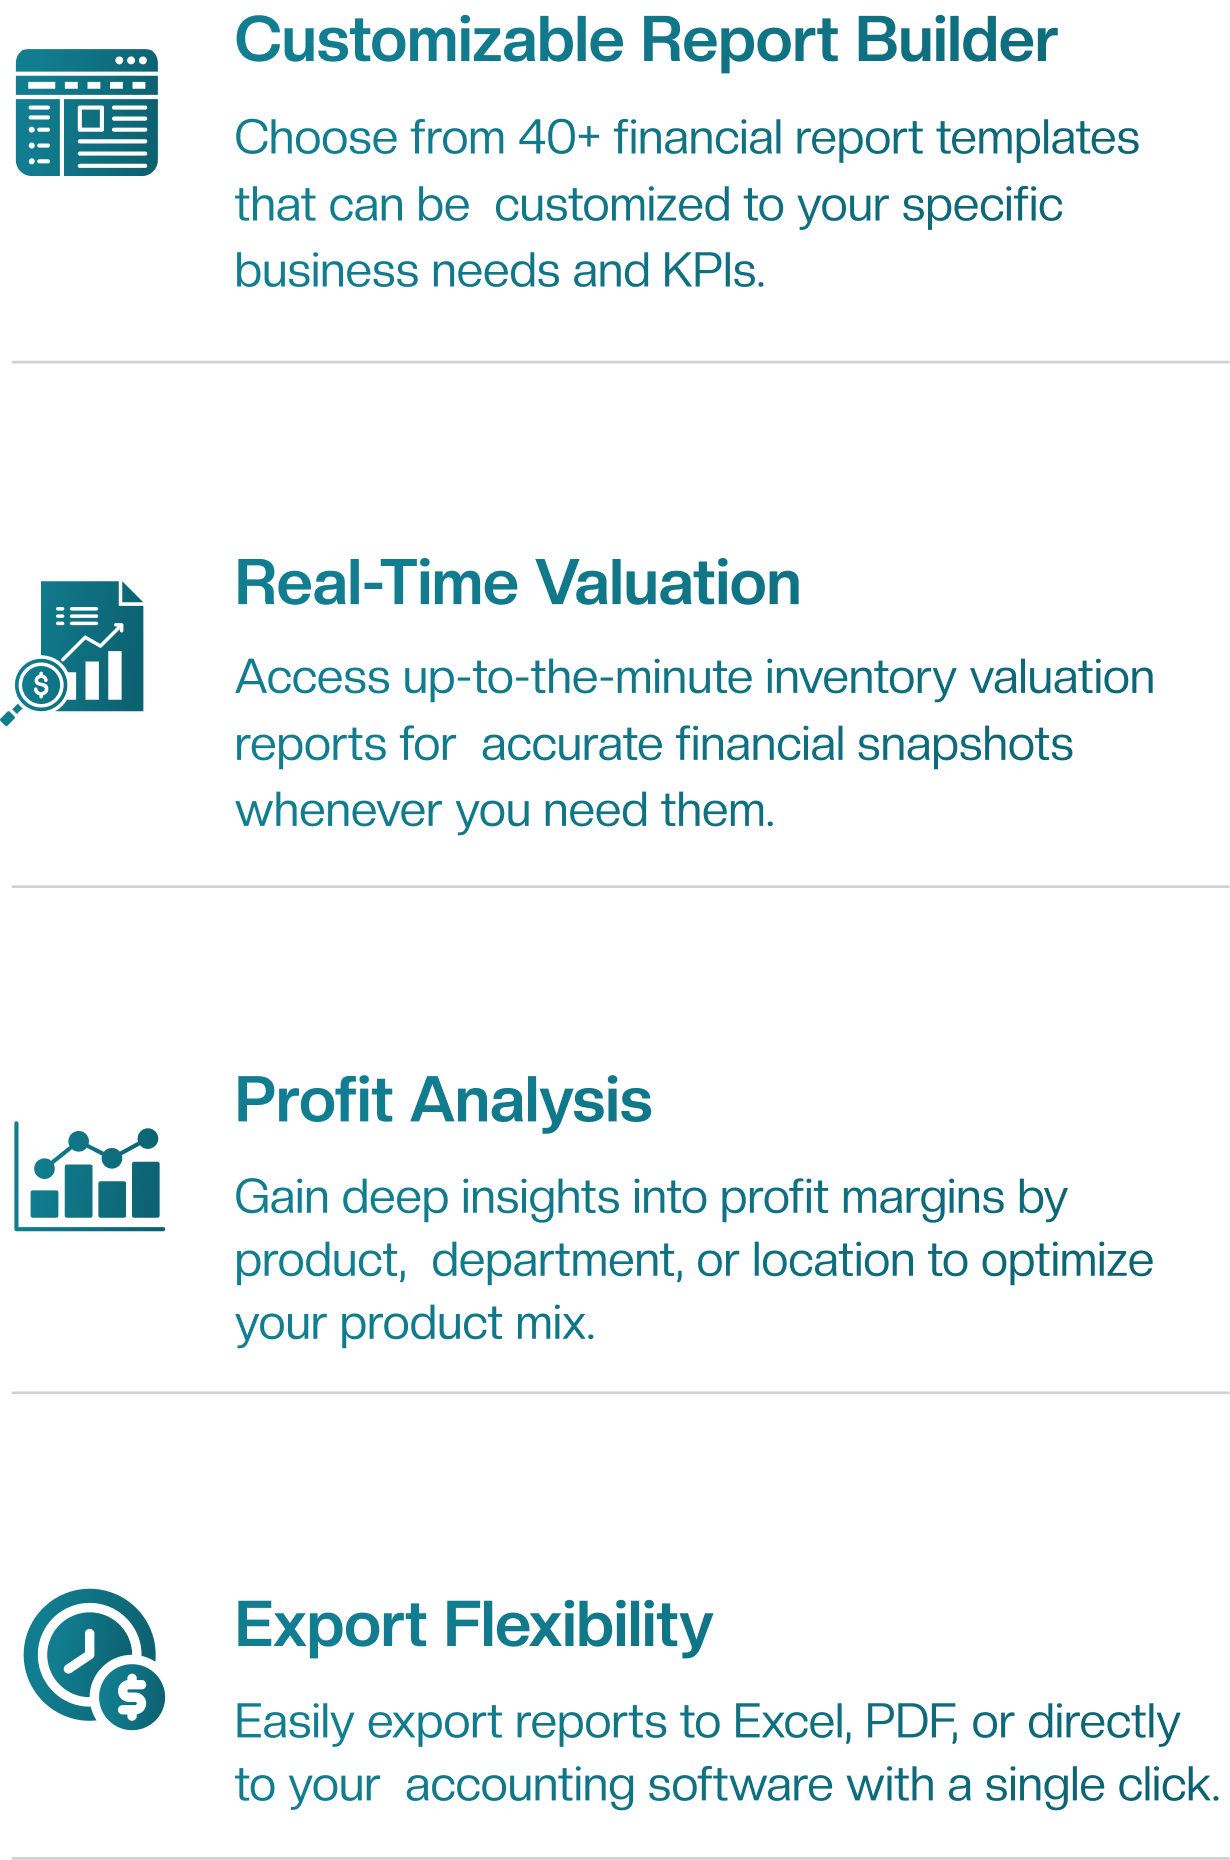 Customizable Report Builder
Choose from 40+ financial report templates
that can be  customized to your specific
business needs and KPIs.
Real-Time Valuation
Access up-to-the-minute inventory valuation
reports for  accurate financial snapshots
whenever you need them.
Profit Analysis
Gain deep insights into profit margins by
product,  department, or location to optimize
your product mix.
Export Flexibility
Easily export reports to Excel, PDF, or directly
to your  accounting software with a single click.